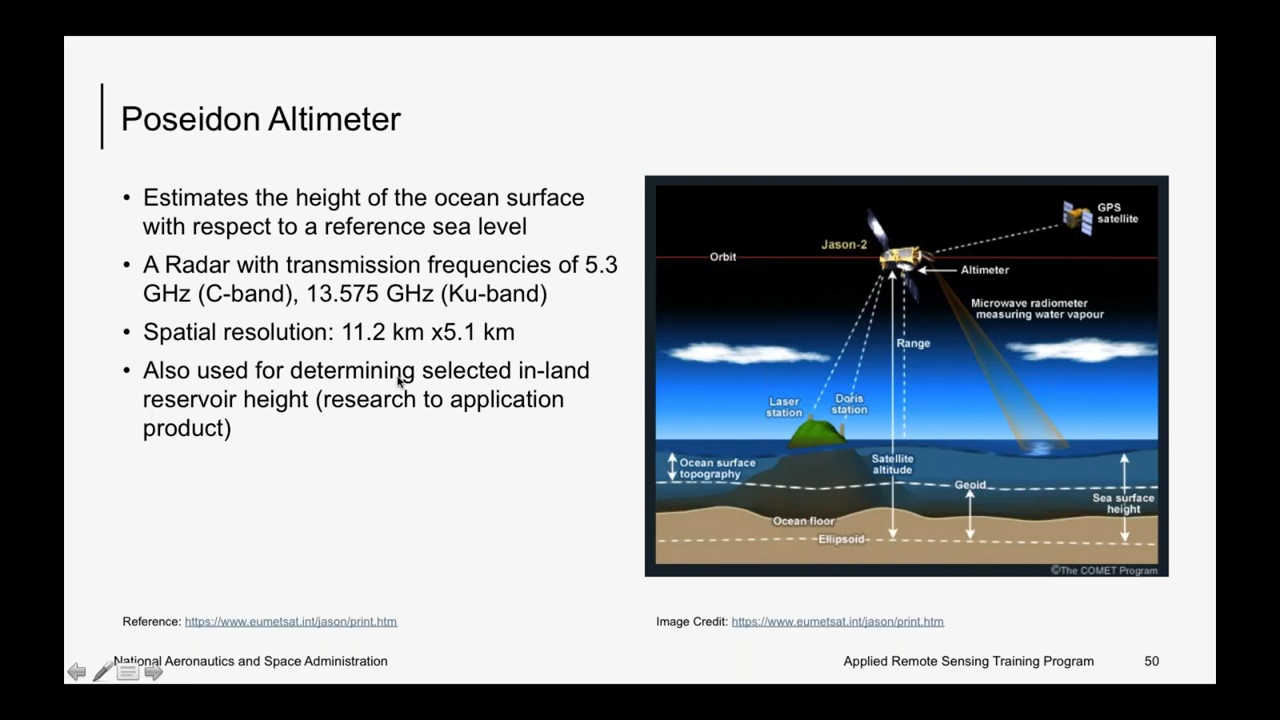 Poseidon Altimeter
• Estimates the height of the ocean surface
with respect to a reference sea level
• A Radar with transmission frequencies of 5.3
GHz (C-band), 13.575 GHz (Ku-band)
• Spatial resolution: 11.2 km x5.1 km
• Also used for determining selected in-land
reservoir height (research to application
product)
GPS
satellite
Jason-2
Orbit
Altimeter
Microwave radiometer
measuring water vapour
Range
Laser
station
Doris
station
Ocean surface
topography
Satellite
altitude
Geoid
Sea surface
height
Ocean floor
Ellipsoid
©The COMET Program
Reference: https://www.eumetsat.int/jason/print.htm
Image Credit: https://www.eumetsat.int/jason/print.htm
National Aeronautics and Space Administration
Applied Remote Sensing Training Program
50